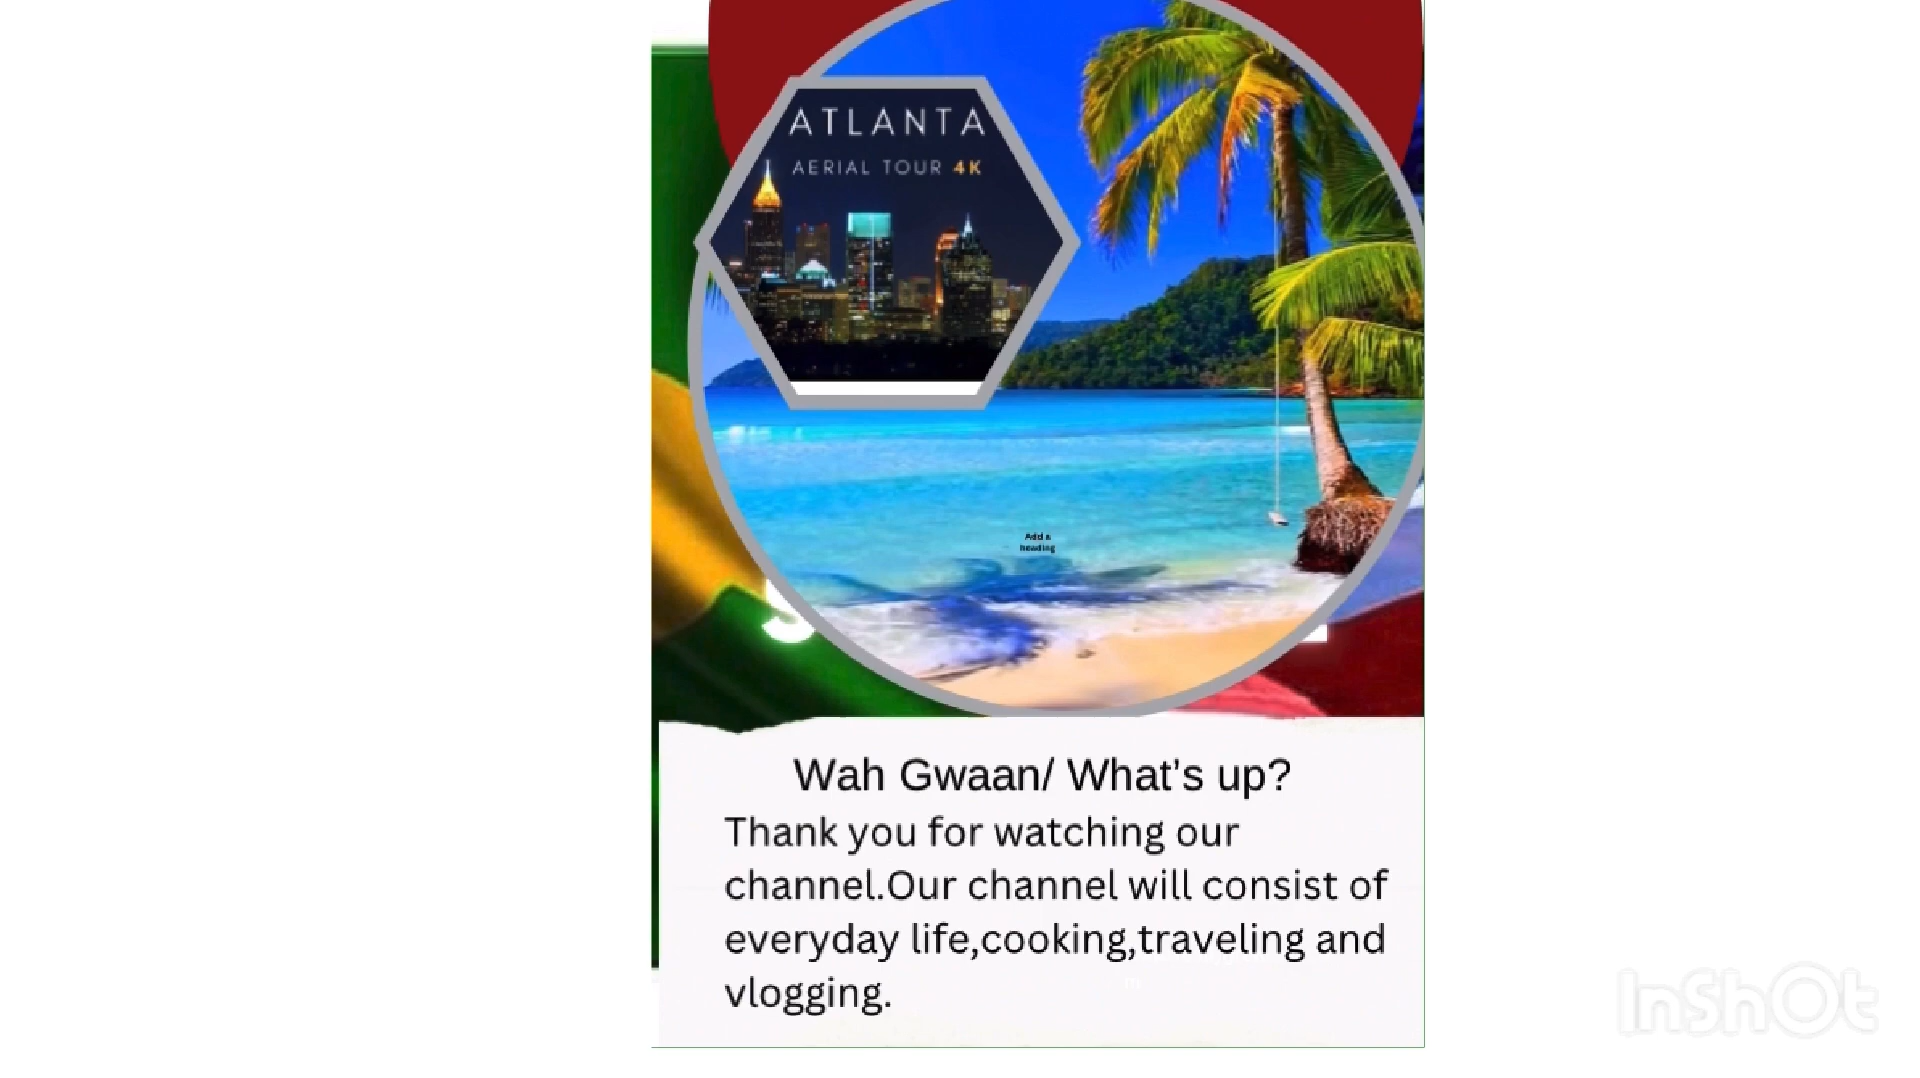 ATLANTA
AERIAL TOUR 4K
Add a
heading
Wah Gwaan/ What's up?
Thank you for watching our
channel.Our channel will consist of
everyday life,cooking,traveling and
vlogging.
InShOt